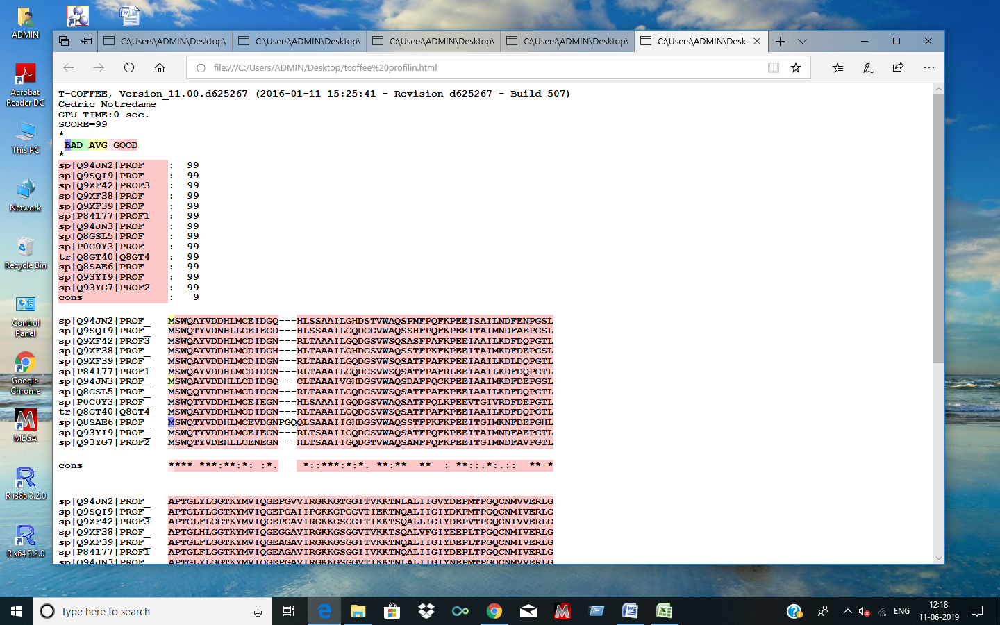 ADMIN
Acrobat
Reader DC
This PC
Network
Recycle Bin
Control
Panel
Google
Chrome
MEGA
R i386 3.2.0
R x64 3.2.0
C:\Users\ADMIN\Desktop\
C:\Users\ADMIN\Desktop\
C:\Users\ADMIN\Desktop\
C:\Users\ADMIN\Desktop\
C:\Users\ADMIN\Desk
file:///C:/Users/ADMIN/Desktop/tcoffee%20profilin.html
T-COFFEE, Version_11.00.d625267 (2016-01-11 15:25:41 - Revision d625267 - Build 507)
Cedric Notredame
CPU TIME:0 sec.
SCORE=99
*
BAD AVG GOOD
*
sp|Q94JN2|PROF : 99
sp|Q9SQI9|PROF : 99
sp|Q9XF42|PROF3 : 99
sp|Q9XF38|PROF : 99
sp|Q9XF39|PROF : 99
sp|P84177|PROF1 : 99
sp|Q94JN3|PROF : 99
sp|Q8GSL5|PROF : 99
sp|P0C0Y3|PROF : 99
tr|Q8GT40|Q8GT4 : 99
sp|Q8SAE6|PROF : 99
sp|Q93YI9|PROF : 99
sp|Q93YG7|PROF2 : 99
cons : 9
sp|Q94JN2|PROF_ MSWQAYVDDHLMCEIDGQ---HLSSAAILGHDSTVWAQSPNFPQFKPEEISAILNDFENPGSL
sp|Q9SQI9|PROF_ MSWQTYVDNHLLCEIEGD---HLSSAAILGQDGGVWAQSSHFPQFKPEEITAIMNDFAEPGSL
sp|Q9XF42|PROF3 MSWQAYVDDHLMCDIDGN---RLTAAAILGQDGSVWSQSASFPAFKPEEIAAILKDFDQPGTL
sp|Q9XF38|PROF_ MSWQAYVDDHLMCDIDGH---HLTAAAILGHDGSVWAQSSTFPKFKPEEITAIMKDFDEPGSL
sp|Q9XF39|PROF_ MSWQAYVDDHLMCDIDGN---RLTAAAILGQDGSVWSQSATFPAFKPEEIAAILKDLDQPGTL
sp|P84177|PROF1 MSWQAYVDDHLMCDIDGN---RLTAAAILGQDGSVWSQSATFPAFRLEEIAAILKDFDQPGTL
sp|Q94JN3|PROF_ MSWQAYVDDHLLCDIDGQ---CLTAAAIVGHDGSVWAQSDAFPQCKPEEIAAIMKDFDEPGSL
sp|Q8GSL5|PROF_ MSWQQYVDDHLMCDIDGN---RLTAAAILGQDGSVWSQSATFPAFKPEEIAAILKDFDQPGTL
sp|P0C0Y3|PROF_ MSWQTYVDDHLMCEIEGN---HLSAAAIIGQDGSVWAQSATFPQLKPEEVTGIVRDFDEPGTL
tr|Q8GT40|Q8GT4 MSWQAYVDDHLMCDIDGN---RLTAAAILGQDGSVWSQSATFPAFKPEEIAAILKDFDQPGTL
sp|Q8SAE6|PROF_ MSWQTYVDDHLMCEVDGNPGQQLSAAAIIGHDGSVWAQSSTFPKFKPEEITGIMKNFDEPGHL
sp|Q93YI9|PROF_ MSWQTYVDDHLMCEIEGN---RLTSAAIIGQDGSVWAQSATFPQFKPEEITAIMNDFAEPGTL
sp|Q93YG7|PROF2 MSWQTYVDEHLLCENEGN---HLTSAAIIGQDGTVWAQSANFPQFKPEEITGIMNDFAVPGTL
cons **** ***:**:*: :*. *::***:*:*. **:** ** : **::.*:.:: ** *
sp|Q94JN2|PROF_ APTGLYLGGTKYMVIQGEPGVVIRGKKGTGGITVKKTNLALIIGVYDEPMTPGQCNMVVERLG
sp|Q9SQI9|PROF_ APTGLYLGGTKYMVIQGEPGAIIPGKKGPGGVTIEKTNQALIIGIYDKPMTPGQCNMIVERLG
sp|Q9XF42|PROF3 APTGLFLGGTKYMVIQGEPGAVIRGKKGSGGITIKKTSQALLIGIYDEPVTPGQCNIVVERLG
sp|Q9XF38|PROF_ APTGLHLGGTKYMVIQGEGGAVIRGKKGSGGVTVKKTSQALVFGIYEEPLTPGQCNMIVERLG
sp|Q9XF39|PROF_ APTGLFLGGTKYMVIQGEAGAVIRGKKGSGGITVKKTNQALIIGIYDEPLTPGQCNMIVERLG
sp|P84177|PROF1 APTGLFLGGTKYMVIQGEAGAVIRGKKGSGGIIVKKTNQALIIGIYDEPLTPGQCNMIVERLG
sp|Q94JN3|PROF APTGLYLGGTKYMVIQGEPGAVIRGKKGSGGVTIKKTNLALIIGIYNEPMTPGQCNMVVERLG
Type here to search
ENG
12:18
11-06-2019